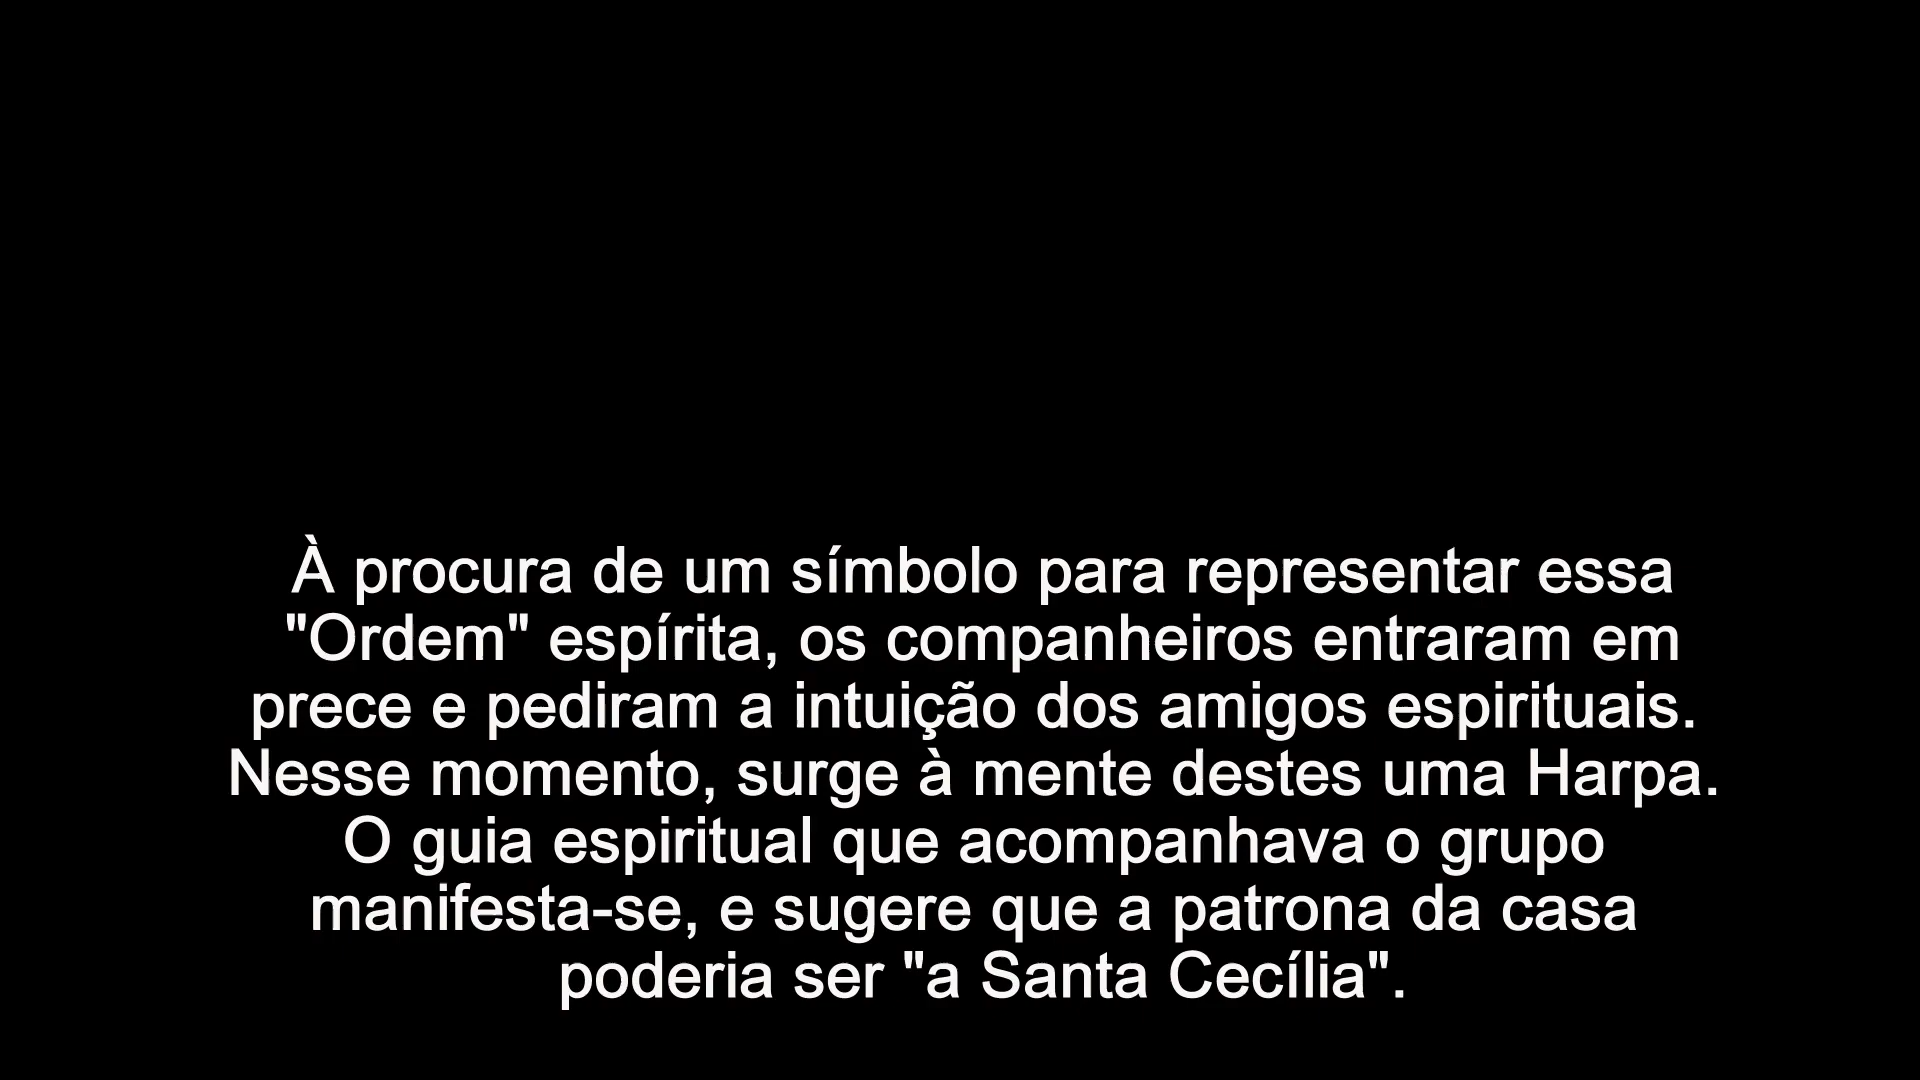 À procura de um símbolo para representar essa
"Ordem" espírita, os companheiros entraram em
prece e pediram a intuição dos amigos espirituais.
Nesse momento, surge à mente destes uma Harpa.
O guia espiritual que acompanhava o grupo
manifesta-se, e sugere que a patrona da casa
poderia ser "a Santa Cecília".